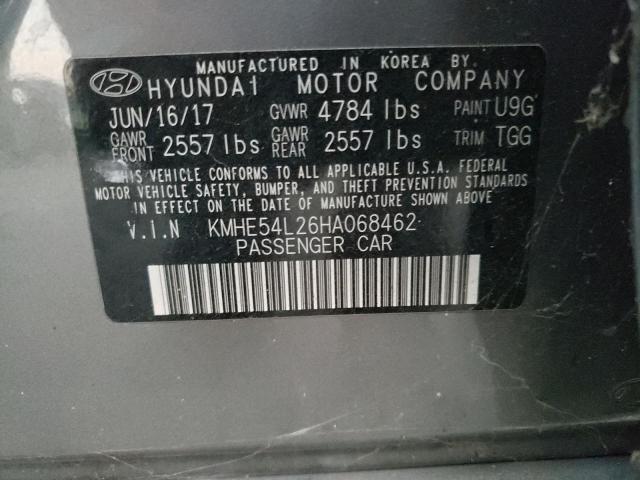 MANUFACTURED IN KOREA BY.
HYUNDAI MOTOR COMPANY
JUN/16/17 GVWR 4784 lbs PAINT U9G
GAWR FRONT 2557 lbs GAWR REAR 2557 lbs TRIM TGG
THIS VEHICLE CONFORMS TO ALL APPLICABLE U.S.A. FEDERAL
MOTOR VEHICLE SAFETY, BUMPER, AND THEFT PREVENTION STANDARDS
IN EFFECT ON THE DATE OF MANUFACTURE SHOWN ABOVE.
V.I.N KMHE54L26HA068462
PASSENGER CAR